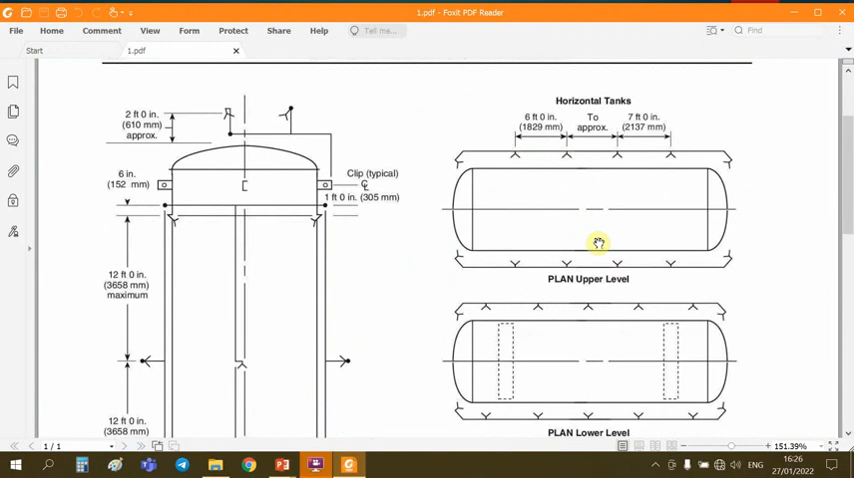 1.pdf - Foxit PDF Reader
File Home Comment View Form Protect Share Help Tell me... Find
Start 1.pdf
Horizontal Tanks
2 ft 0 in.
(610 mm)
approx.
6 ft 0 in.
(1829 mm)
To
approx.
7 ft 0 in.
(2137 mm)
6 in.
(152 mm)
Clip (typical)
1 ft 0 in. (305 mm)
PLAN Upper Level
12 ft 0 in.
(3658 mm)
maximum
12 ft 0 in.
(3658 mm)
PLAN Lower Level
1 / 1
151.39%
ENG
16:26
27/01/2022